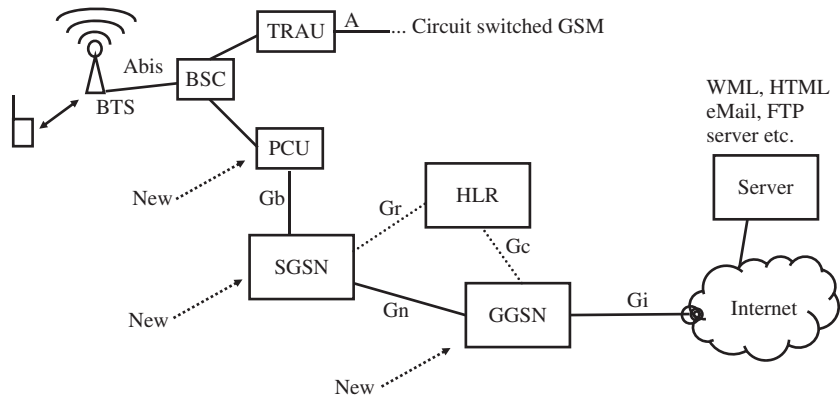 TRAU
A
... Circuit switched GSM
Abis
BSC
BTS
WML, HTML
eMail, FTP
server etc.
PCU
New
Gb
Gr
HLR
Server
SGSN
Gc
New
Gn
GGSN
Gi
Internet
New